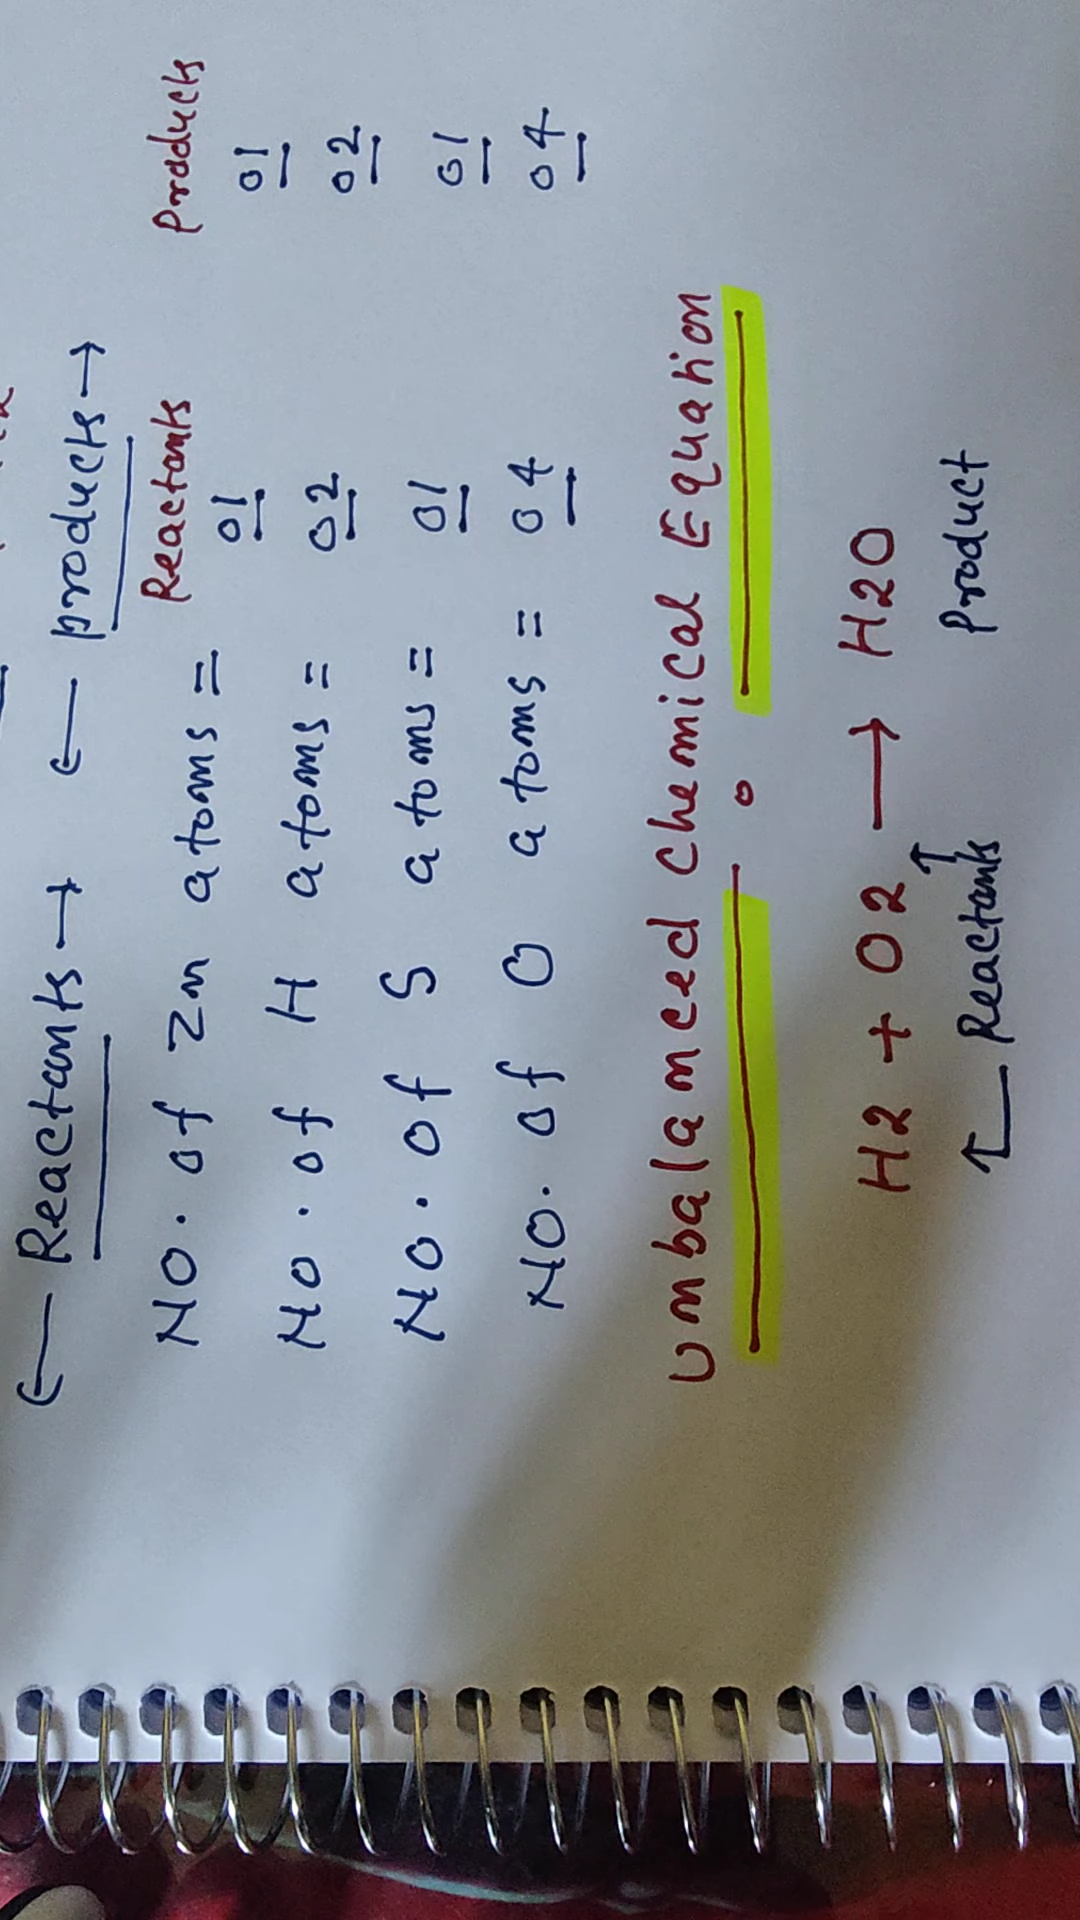 ← Reactants → ← products →
Reactants Products
No. of Zn atoms = 01 01
No. of H atoms = 02 02
No. of S atoms = 01 01
No. of O atoms = 04 04
Unbalanced Chemical Equation
H2 + O2 → H2O
Reactants Product